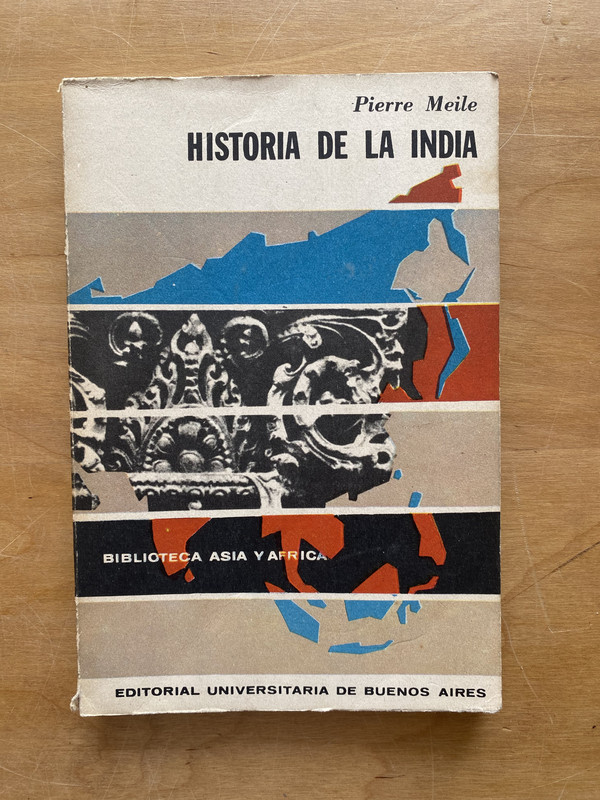 Pierre Meile
HISTORIA DE LA INDIA
BIBLIOTECA ASIA Y AFRICA
EDITORIAL UNIVERSITARIA DE BUENOS AIRES